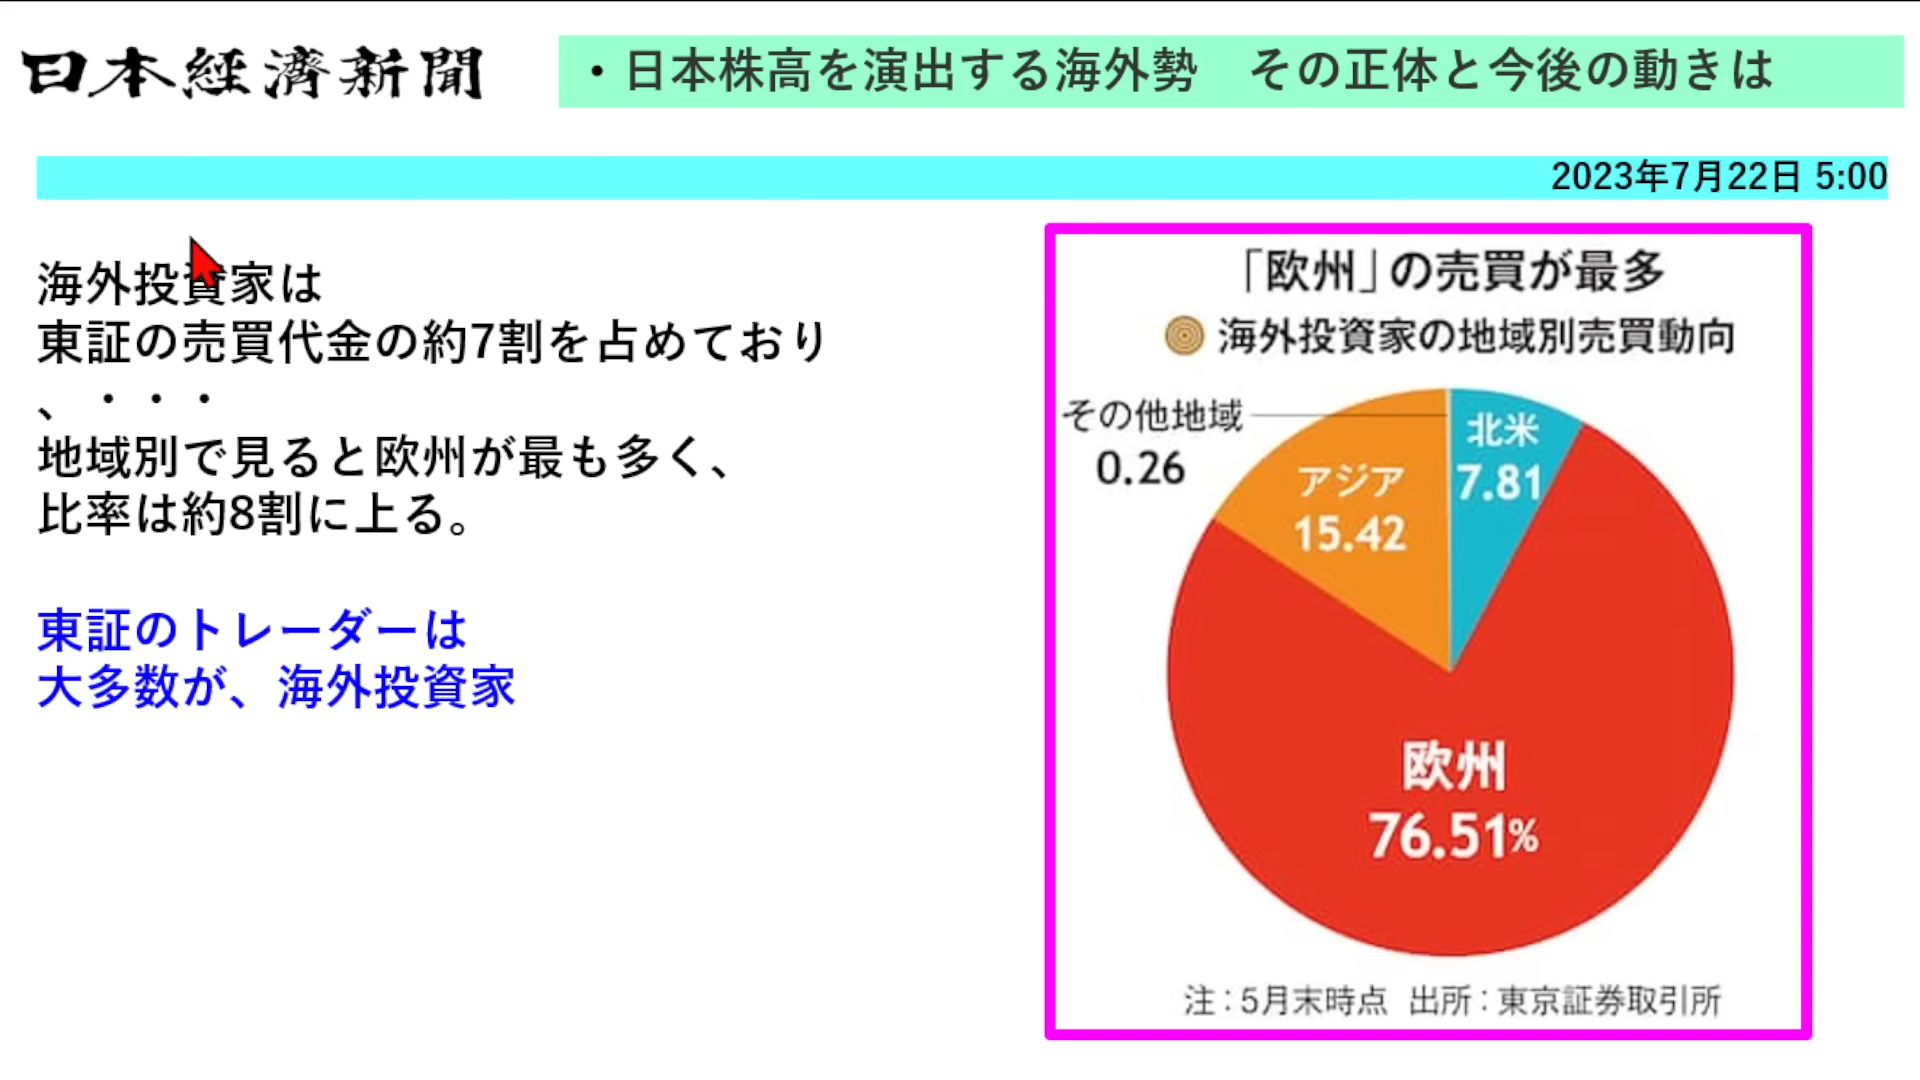 日本経済新聞
・日本株高を演出する海外勢　その正体と今後の動きは
2023年7月22日 5:00
海外投資家は
東証の売買代金の約7割を占めており
、・・・
地域別で見ると欧州が最も多く、
比率は約8割に上る。
東証のトレーダーは
大多数が、海外投資家
「欧州」の売買が最多
海外投資家の地域別売買動向
その他地域
0.26
アジア
15.42
北米
7.81
欧州
76.51%
注：5月末時点 出所：東京証券取引所